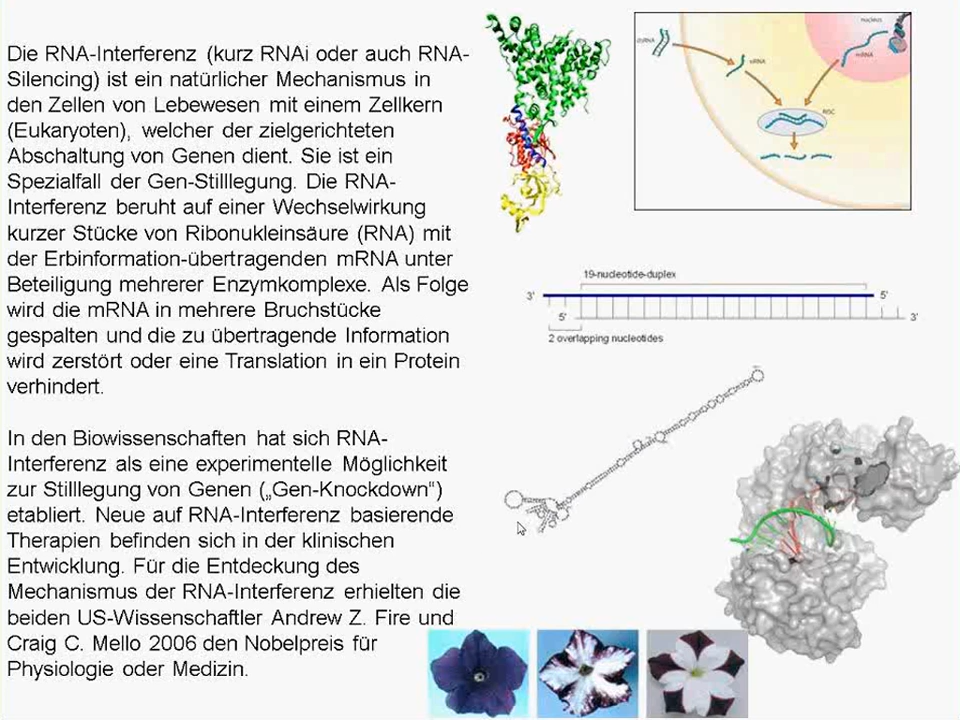 Die RNA-Interferenz (kurz RNAi oder auch RNA-
Silencing) ist ein natürlicher Mechanismus in
den Zellen von Lebewesen mit einem Zellkern
(Eukaryoten), welcher der zielgerichteten
Abschaltung von Genen dient. Sie ist ein
Spezialfall der Gen-Stilllegung. Die RNA-
Interferenz beruht auf einer Wechselwirkung
kurzer Stücke von Ribonukleinsäure (RNA) mit
der Erbinformation-übertragenden mRNA unter
Beteiligung mehrerer Enzymkomplexe. Als Folge
wird die mRNA in mehrere Bruchstücke
gespalten und die zu übertragende Information
wird zerstört oder eine Translation in ein Protein
verhindert.
In den Biowissenschaften hat sich RNA-
Interferenz als eine experimentelle Möglichkeit
zur Stilllegung von Genen („Gen-Knockdown“)
etabliert. Neue auf RNA-Interferenz basierende
Therapien befinden sich in der klinischen
Entwicklung. Für die Entdeckung des
Mechanismus der RNA-Interferenz erhielten die
beiden US-Wissenschaftler Andrew Z. Fire und
Craig C. Mello 2006 den Nobelpreis für
Physiologie oder Medizin.
nucleus
dsRNA
mRNA
siRNA
RISC
19-nucleotide-duplex
3' 5'
5' 3'
2 overlapping nucleotides